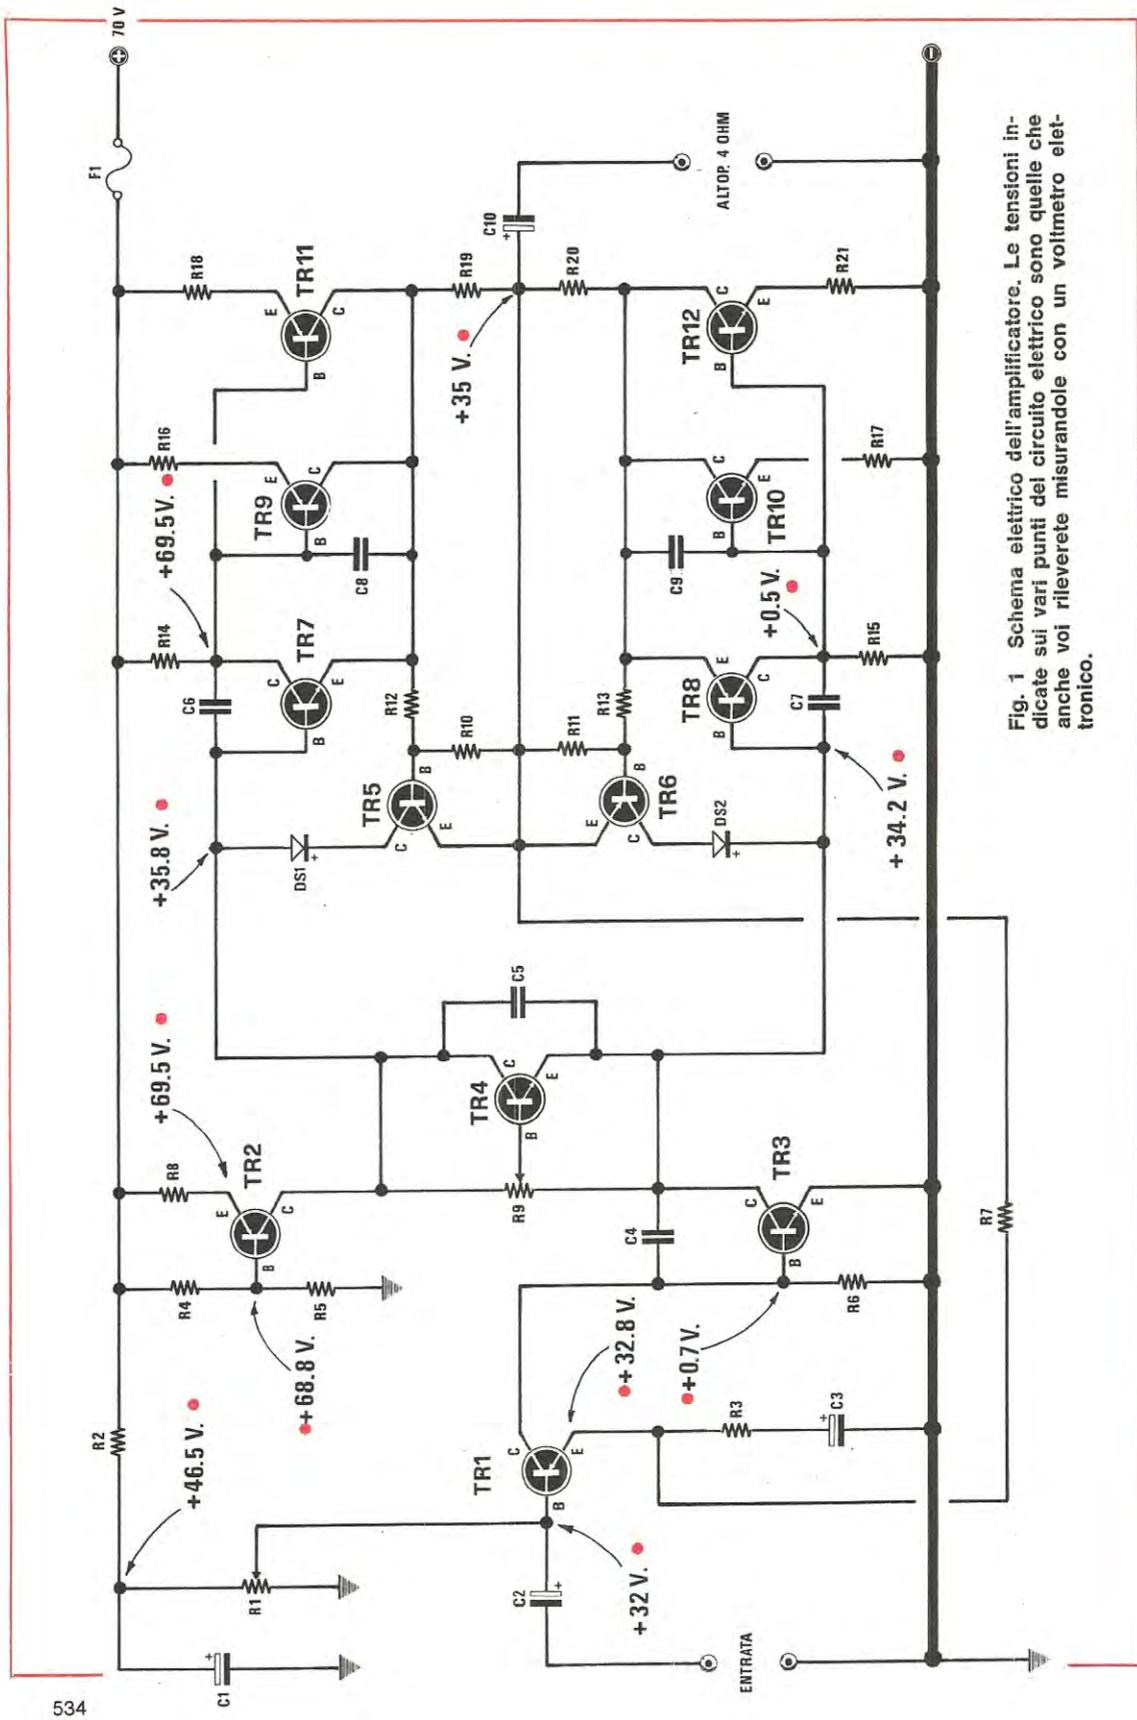 534
70 V
F1
R18
R16
+69.5 V.
R14
+35.8 V.
+69.5 V.
R8
R4
R2
+46.5 V.
C1
TR11
E
C
B
TR9
E
C
B
C8
TR7
C
E
B
C6
R12
R10
TR5
B
C
E
DS1
TR2
E
C
B
R5
+68.8 V.
R1
R19
+35 V.
C10
+
ALTOP. 4 OHM
R20
R11
R13
C9
TR12
C
E
B
R21
TR10
C
E
B
R17
+0.5 V.
R15
TR8
E
C
B
C7
+34.2 V.
TR6
E
B
C
DS2
C5
TR4
C
E
B
R9
C4
TR3
C
E
B
R6
+32.8 V.
+0.7 V.
R3
C3
+
TR1
C
E
B
C2
+
+32 V.
ENTRATA
R7
Fig. 1 Schema elettrico dell'amplificatore. Le tensioni in-
dicate sui vari punti del circuito elettrico sono quelle che
anche voi rileverete misurandole con un voltmetro elet-
tronico.